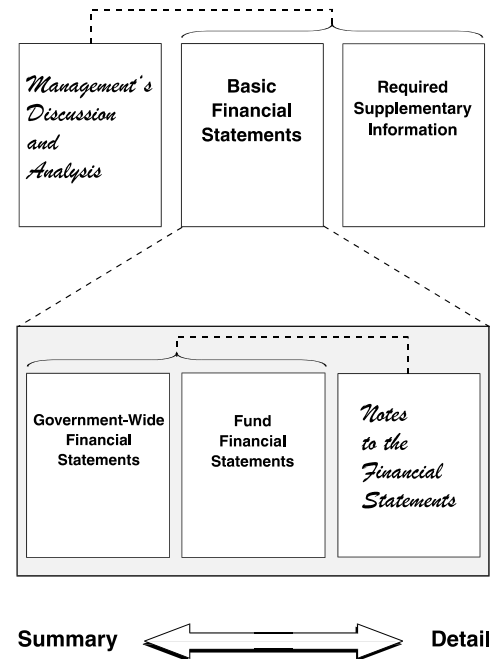 Management's
Discussion
and
Analysis
Basic
Financial
Statements
Required
Supplementary
Information
Government-Wide
Financial
Statements
Fund
Financial
Statements
Notes
to the
Financial
Statements
Summary
Detail